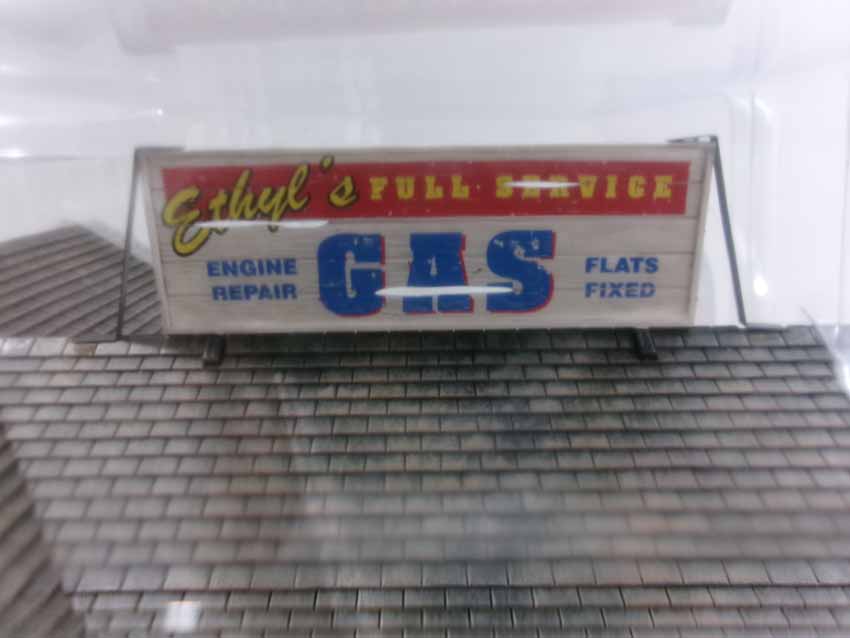 Ethyl's FULL SERVICE
GAS
ENGINE REPAIR
FLATS FIXED